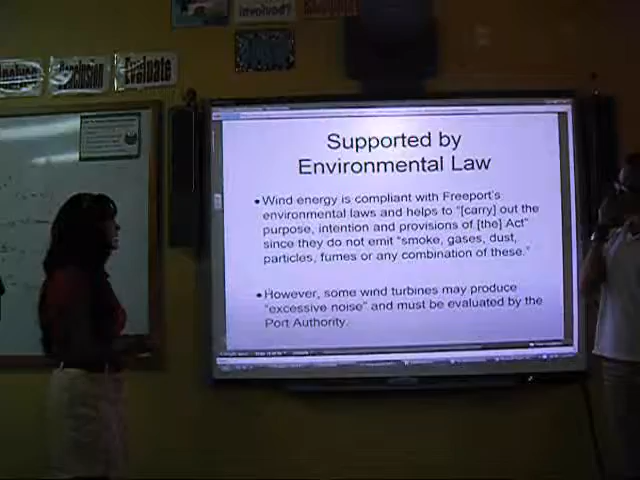 involved?
Conclusion
Evaluate
Supported by
Environmental Law
• Wind energy is compliant with Freeport's
environmental laws and helps to "[carry] out the
purpose, intention and provisions of [the] Act"
since they do not emit "smoke, gases, dust,
particles, fumes or any combination of these."
• However, some wind turbines may produce
"excessive noise" and must be evaluated by the
Port Authority.